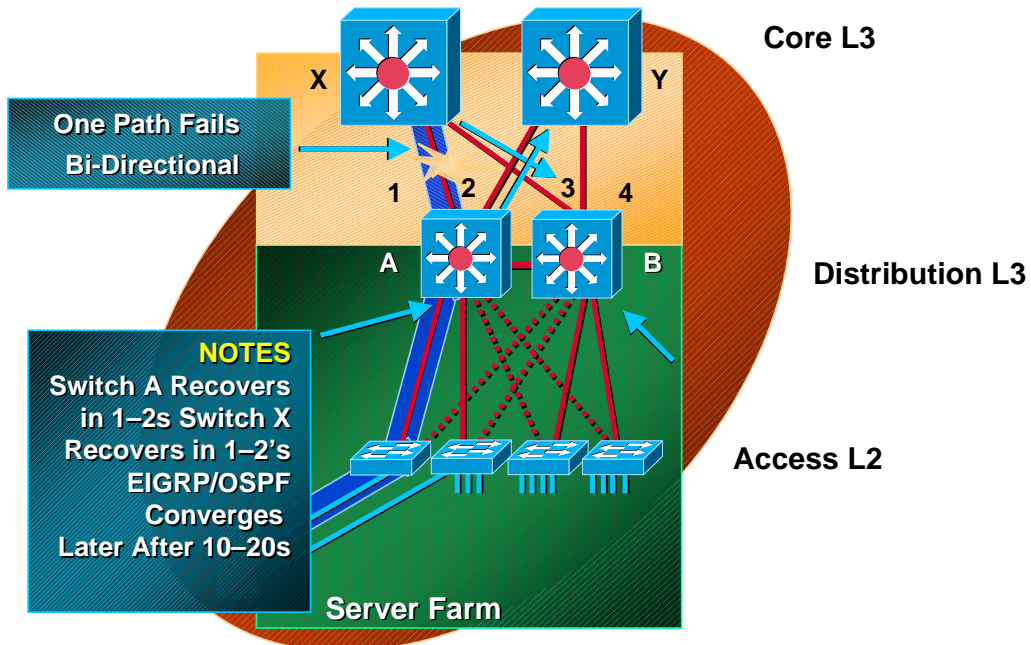 Core L3
X
Y
One Path Fails
Bi-Directional
1
2
3
4
A
B
Distribution L3
NOTES
Switch A Recovers
in 1–2s Switch X
Recovers in 1–2’s
EIGRP/OSPF
Converges
Later After 10–20s
Access L2
Server Farm